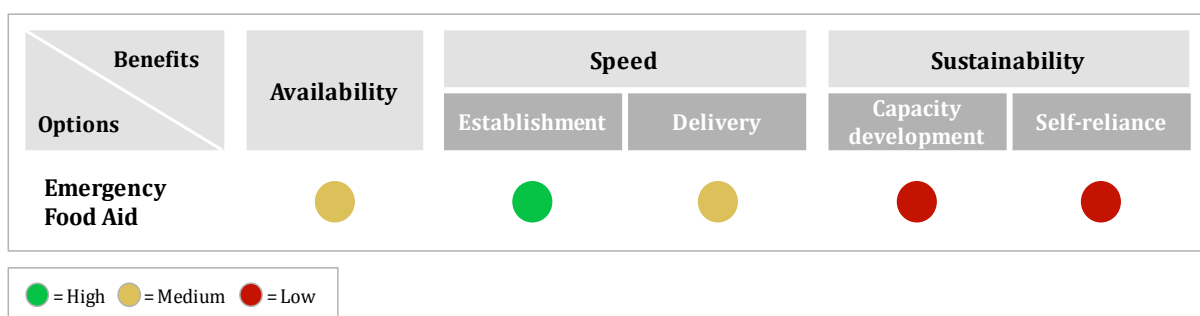 Benefits
Options
Availability
Speed
Sustainability
Establishment
Delivery
Capacity
development
Self-reliance
Emergency
Food Aid
= High
= Medium
= Low